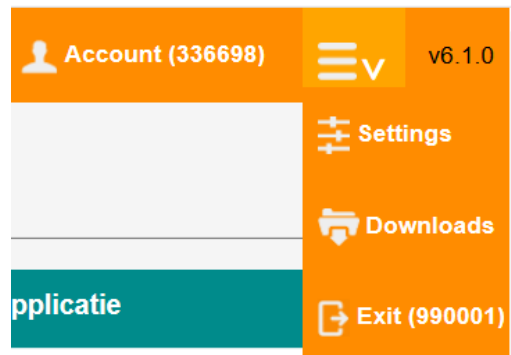 Account (336698)
v6.1.0
Settings
Downloads
pplicatie
Exit (990001)